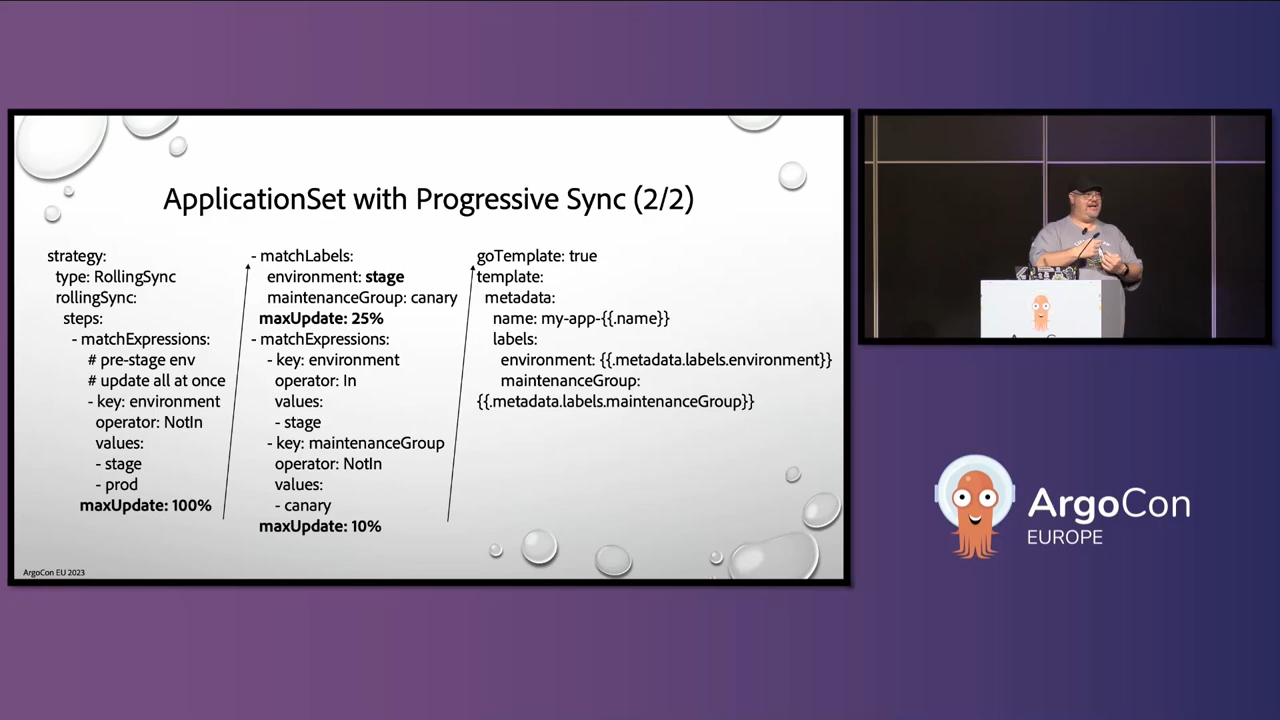 ApplicationSet with Progressive Sync (2/2)
strategy:
type: RollingSync
rollingSync:
steps:
- matchExpressions:
# pre-stage env
# update all at once
- key: environment
operator: NotIn
values:
- stage
- prod
maxUpdate: 100%
- matchLabels:
environment: stage
maintenanceGroup: canary
maxUpdate: 25%
- matchExpressions:
- key: environment
operator: In
values:
- stage
- key: maintenanceGroup
operator: NotIn
values:
- canary
maxUpdate: 10%
goTemplate: true
template:
metadata:
name: my-app-{{.name}}
labels:
environment: {{.metadata.labels.environment}}
maintenanceGroup:
{{.metadata.labels.maintenanceGroup}}
ArgoCon EU 2023
ArgoCon
EUROPE